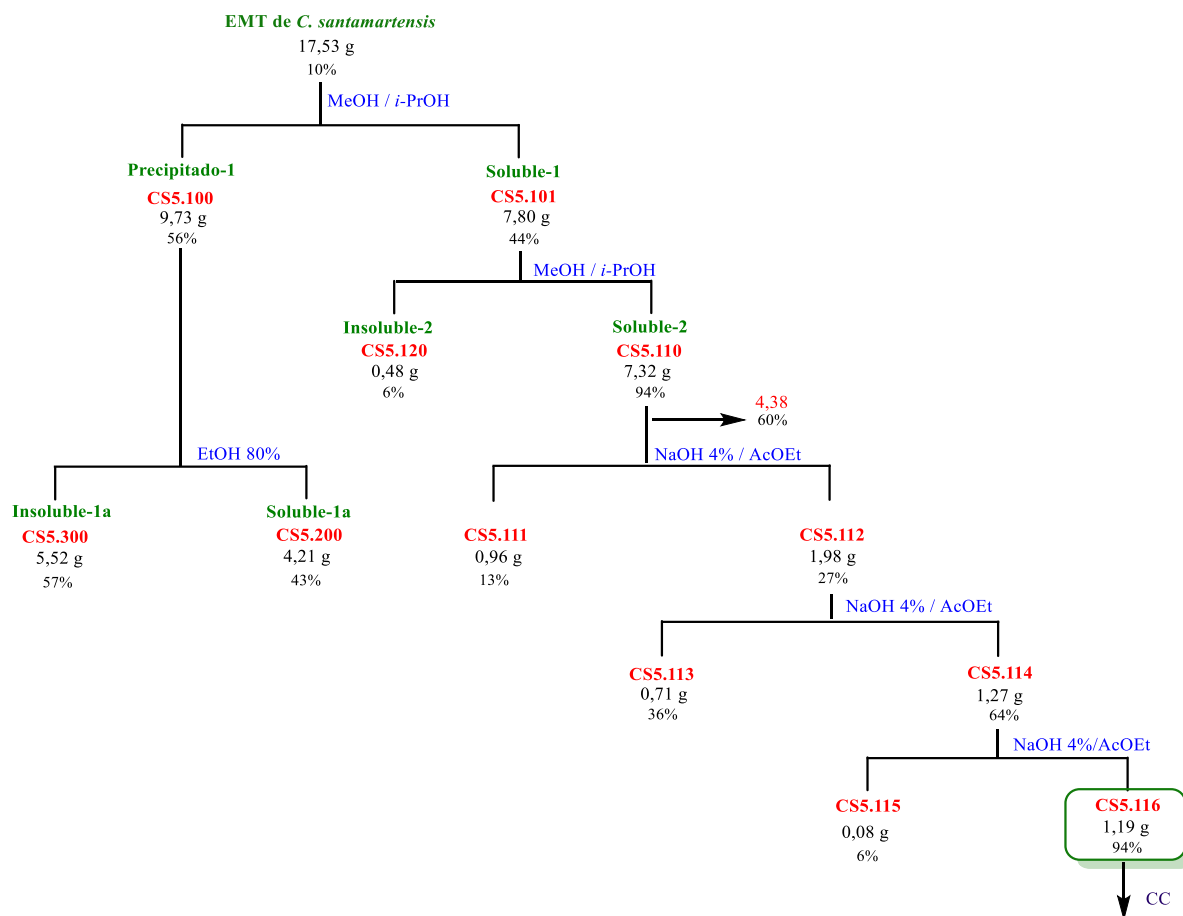 EMT de C. santamartensis
17,53 g
10%
MeOH / i-PrOH
Precipitado-1
CS5.100
9,73 g
56%
Soluble-1
CS5.101
7,80 g
44%
MeOH / i-PrOH
Insoluble-2
CS5.120
0,48 g
6%
Soluble-2
CS5.110
7,32 g
94%
4,38
60%
EtOH 80%
NaOH 4% / AcOEt
Insoluble-1a
CS5.300
5,52 g
57%
Soluble-1a
CS5.200
4,21 g
43%
CS5.111
0,96 g
13%
CS5.112
1,98 g
27%
NaOH 4% / AcOEt
CS5.113
0,71 g
36%
CS5.114
1,27 g
64%
NaOH 4%/AcOEt
CS5.115
0,08 g
6%
CS5.116
1,19 g
94%
CC